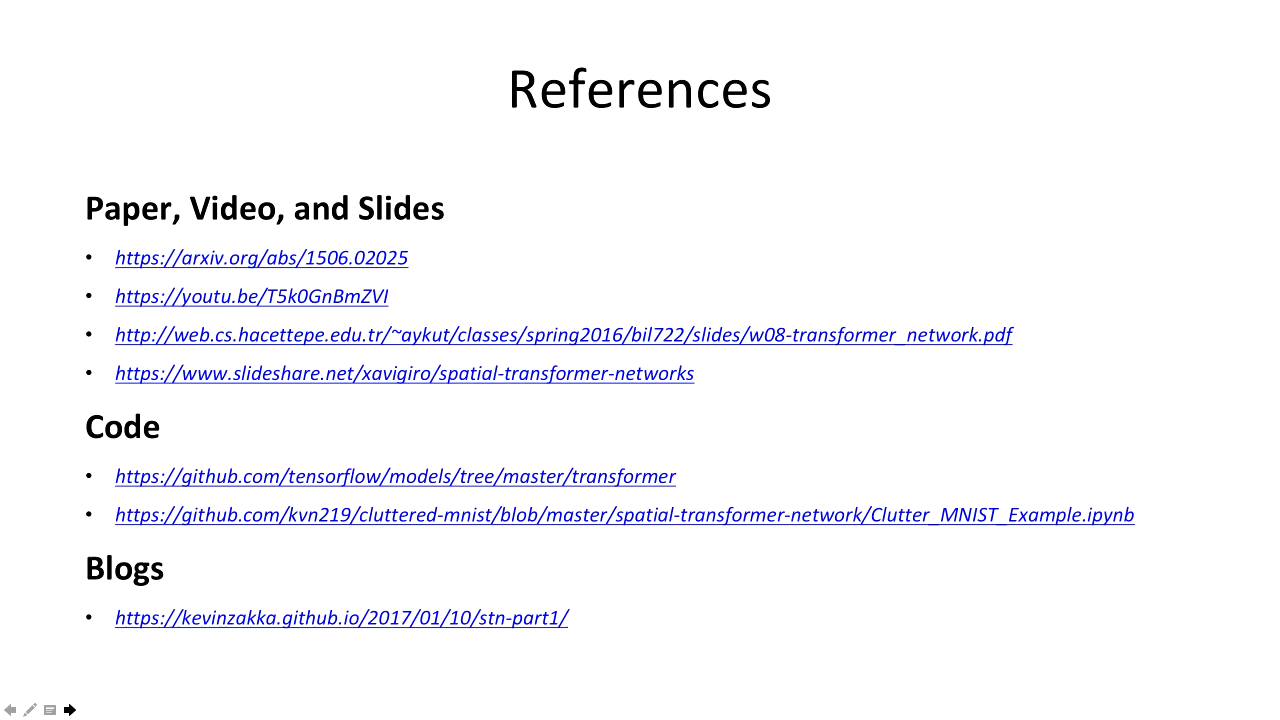 References
Paper, Video, and Slides
• https://arxiv.org/abs/1506.02025
• https://youtu.be/T5k0GnBmZVI
• http://web.cs.hacettepe.edu.tr/~aykut/classes/spring2016/bil722/slides/w08-transformer_network.pdf
• https://www.slideshare.net/xavigiro/spatial-transformer-networks
Code
• https://github.com/tensorflow/models/tree/master/transformer
• https://github.com/kvn219/cluttered-mnist/blob/master/spatial-transformer-network/Clutter_MNIST_Example.ipynb
Blogs
• https://kevinzakka.github.io/2017/01/10/stn-part1/